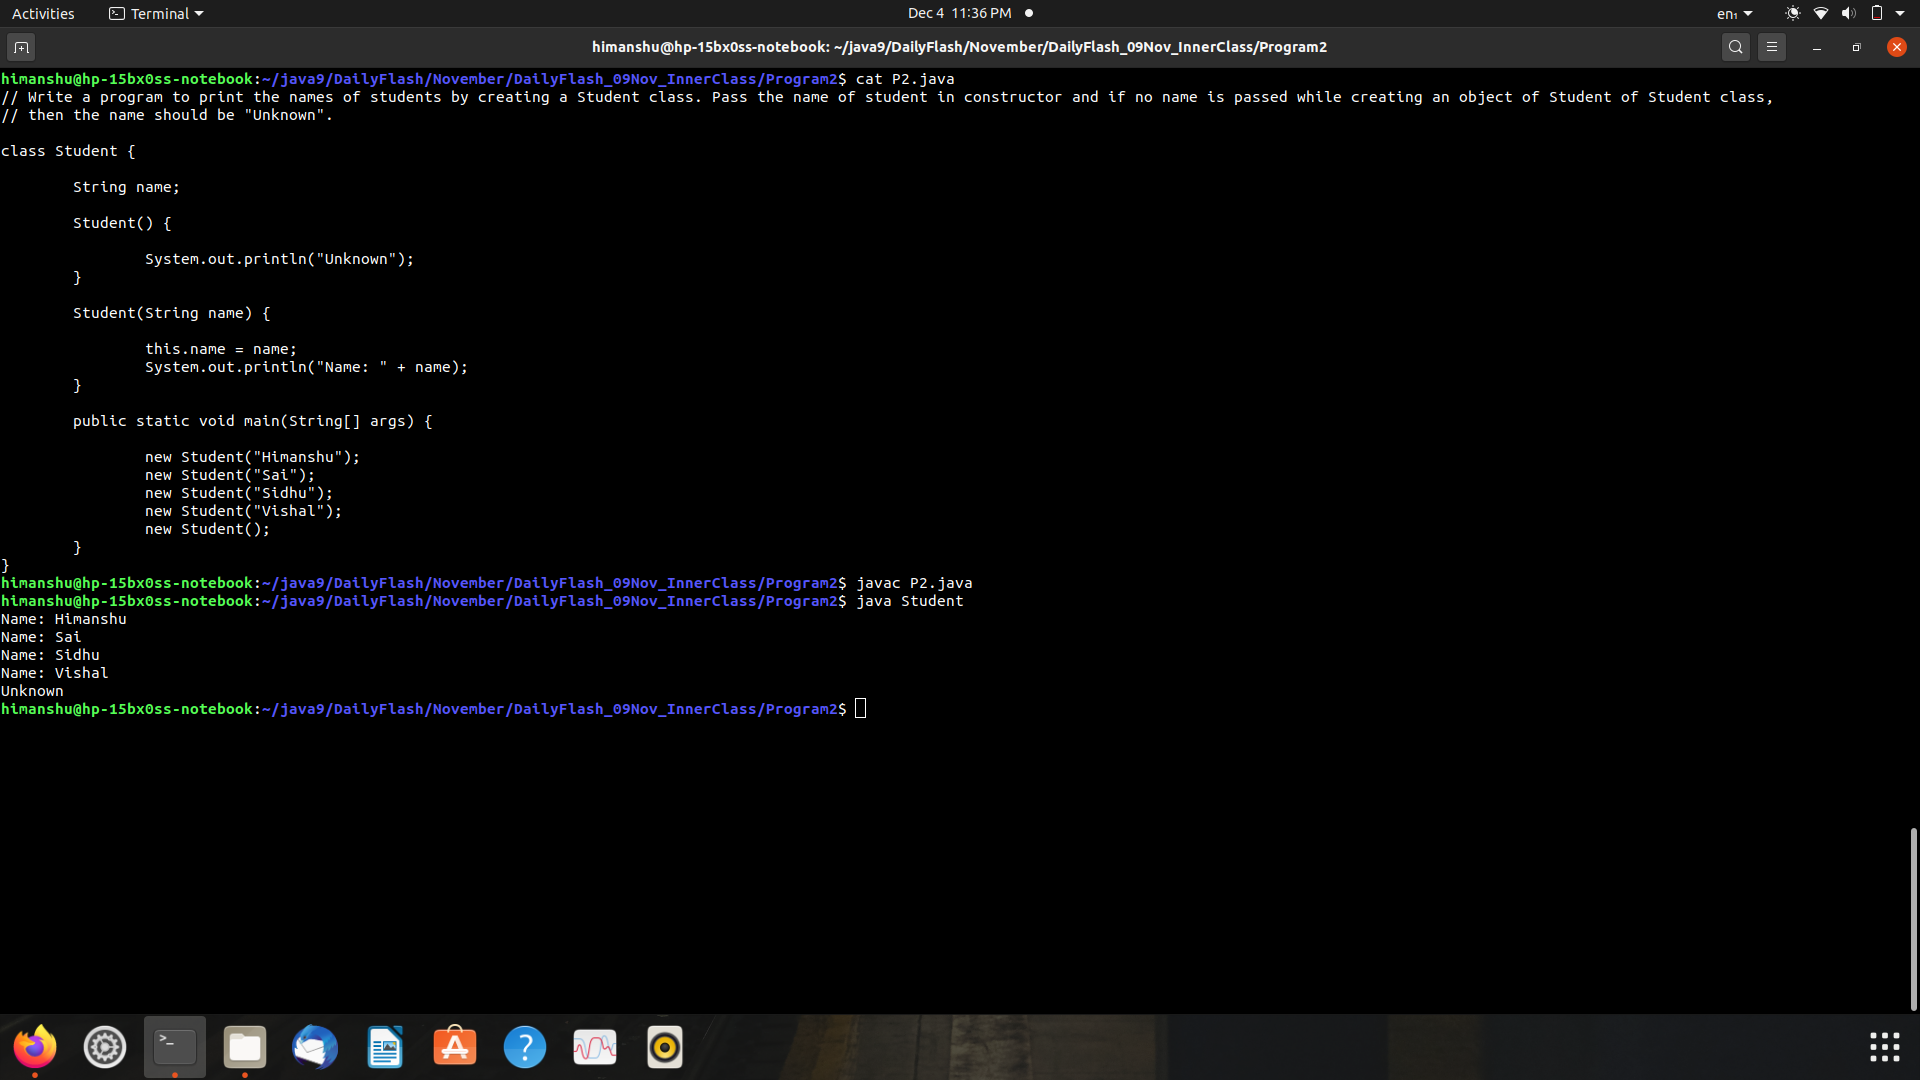 Activities Terminal Dec 4 11:36 PM en₁
himanshu@hp-15bx0ss-notebook: ~/java9/DailyFlash/November/DailyFlash_09Nov_InnerClass/Program2
himanshu@hp-15bx0ss-notebook:~/java9/DailyFlash/November/DailyFlash_09Nov_InnerClass/Program2$ cat P2.java
// Write a program to print the names of students by creating a Student class. Pass the name of student in constructor and if no name is passed while creating an object of Student of Student class,
// then the name should be "Unknown".
class Student {
String name;
Student() {
System.out.println("Unknown");
}
Student(String name) {
this.name = name;
System.out.println("Name: " + name);
}
public static void main(String[] args) {
new Student("Himanshu");
new Student("Sai");
new Student("Sidhu");
new Student("Vishal");
new Student();
}
}
himanshu@hp-15bx0ss-notebook:~/java9/DailyFlash/November/DailyFlash_09Nov_InnerClass/Program2$ javac P2.java
himanshu@hp-15bx0ss-notebook:~/java9/DailyFlash/November/DailyFlash_09Nov_InnerClass/Program2$ java Student
Name: Himanshu
Name: Sai
Name: Sidhu
Name: Vishal
Unknown
himanshu@hp-15bx0ss-notebook:~/java9/DailyFlash/November/DailyFlash_09Nov_InnerClass/Program2$